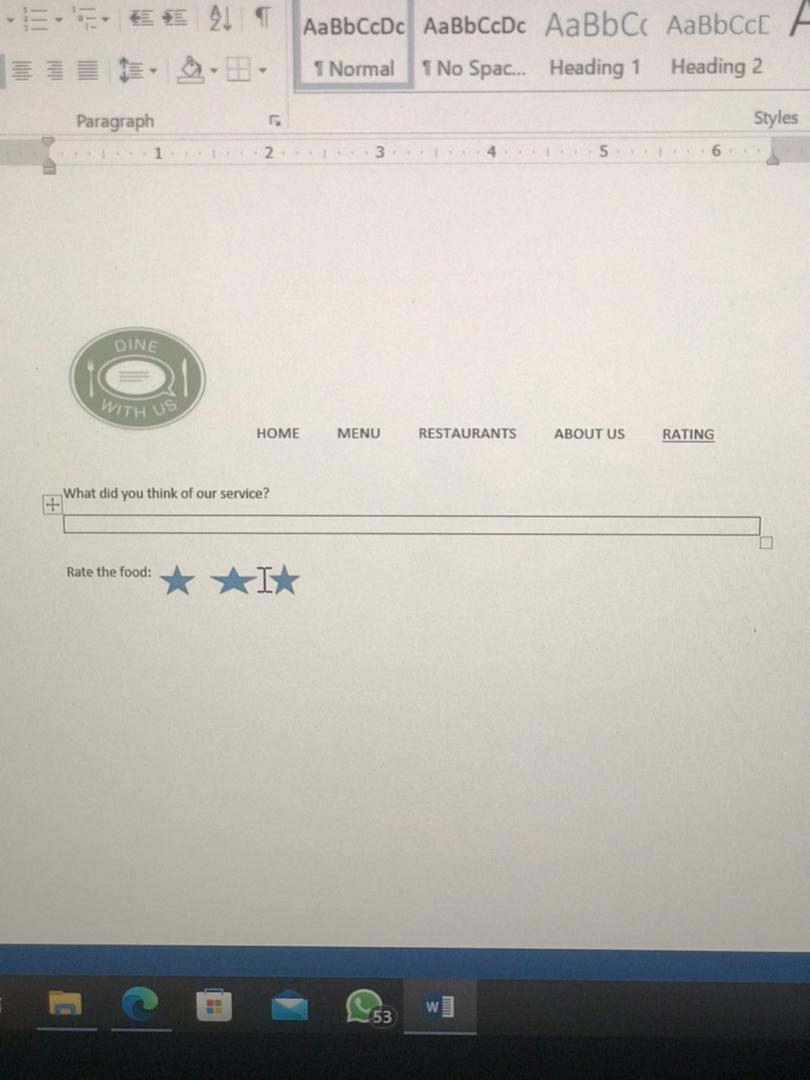 AaBbCcDc AaBbCcDc AaBbC AaBbCcD
¶ Normal ¶ No Spac... Heading 1 Heading 2
Paragraph Styles
1 2 3 4 5 6
DINE
WITH US
HOME MENU RESTAURANTS ABOUT US RATING
What did you think of our service?
Rate the food:
53
W